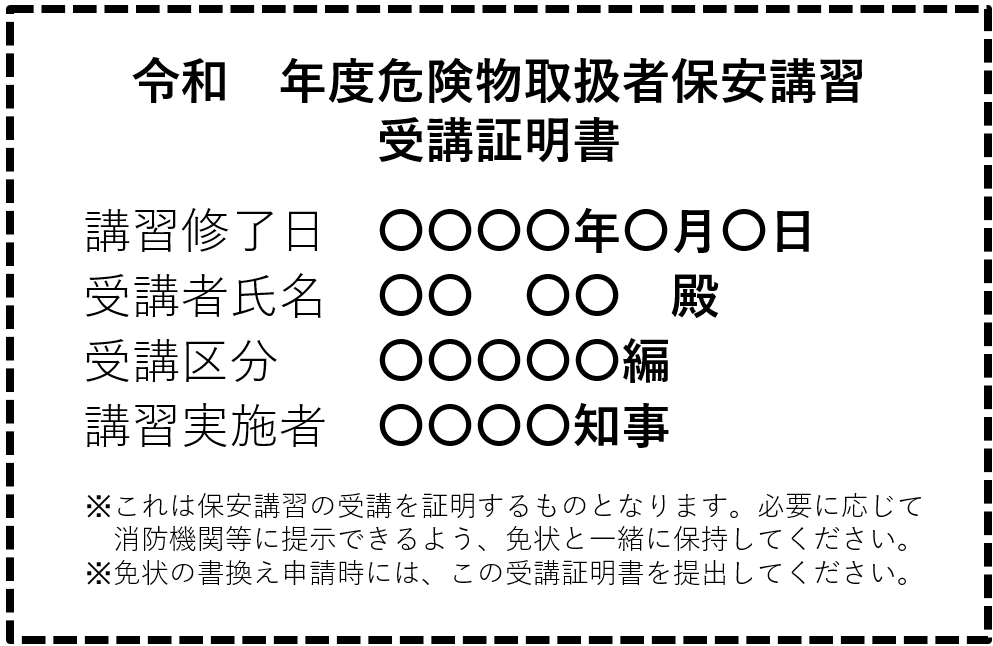 令和　年度危険物取扱者保安講習
受講証明書
講習修了日　〇〇〇〇年〇月〇日
受講者氏名　〇〇　〇〇　殿
受講区分　〇〇〇〇〇編
講習実施者　〇〇〇〇知事
※これは保安講習の受講を証明するものとなります。必要に応じて
消防機関等に提示できるよう、免状と一緒に保持してください。
※免状の書換え申請時には、この受講証明書を提出してください。